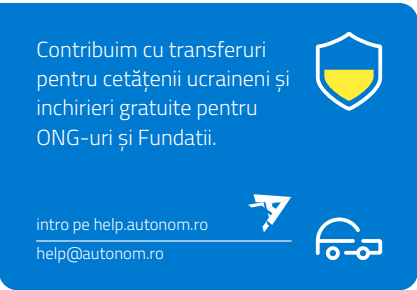 Contribuim cu transferuri
pentru cetățenii ucraineni și
inchirieri gratuite pentru
ONG-uri și Fundatii.
intro pe help.autonom.ro
help@autonom.ro